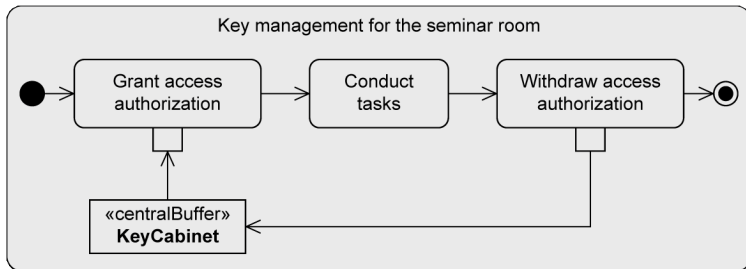 Key management for the seminar room
Grant access
authorization
Conduct
tasks
Withdraw access
authorization
«centralBuffer»
KeyCabinet